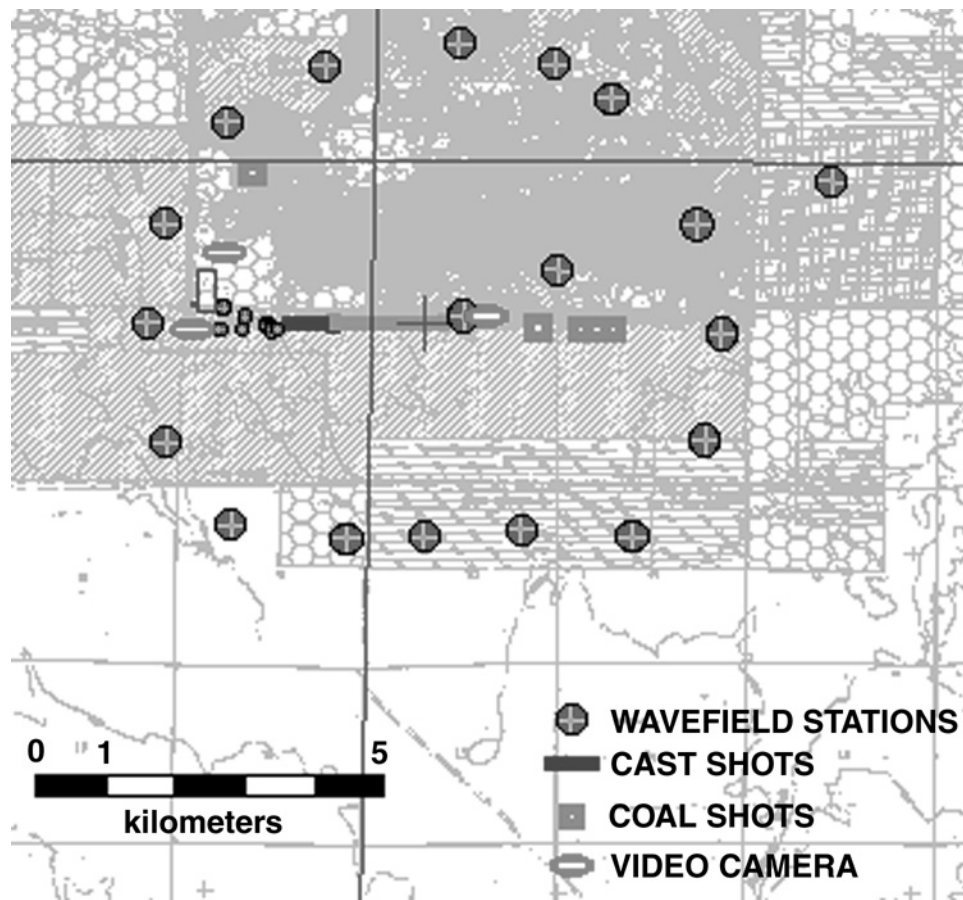 WAVEFIELD STATIONS
0 1 5
CAST SHOTS
kilometers
COAL SHOTS
VIDEO CAMERA